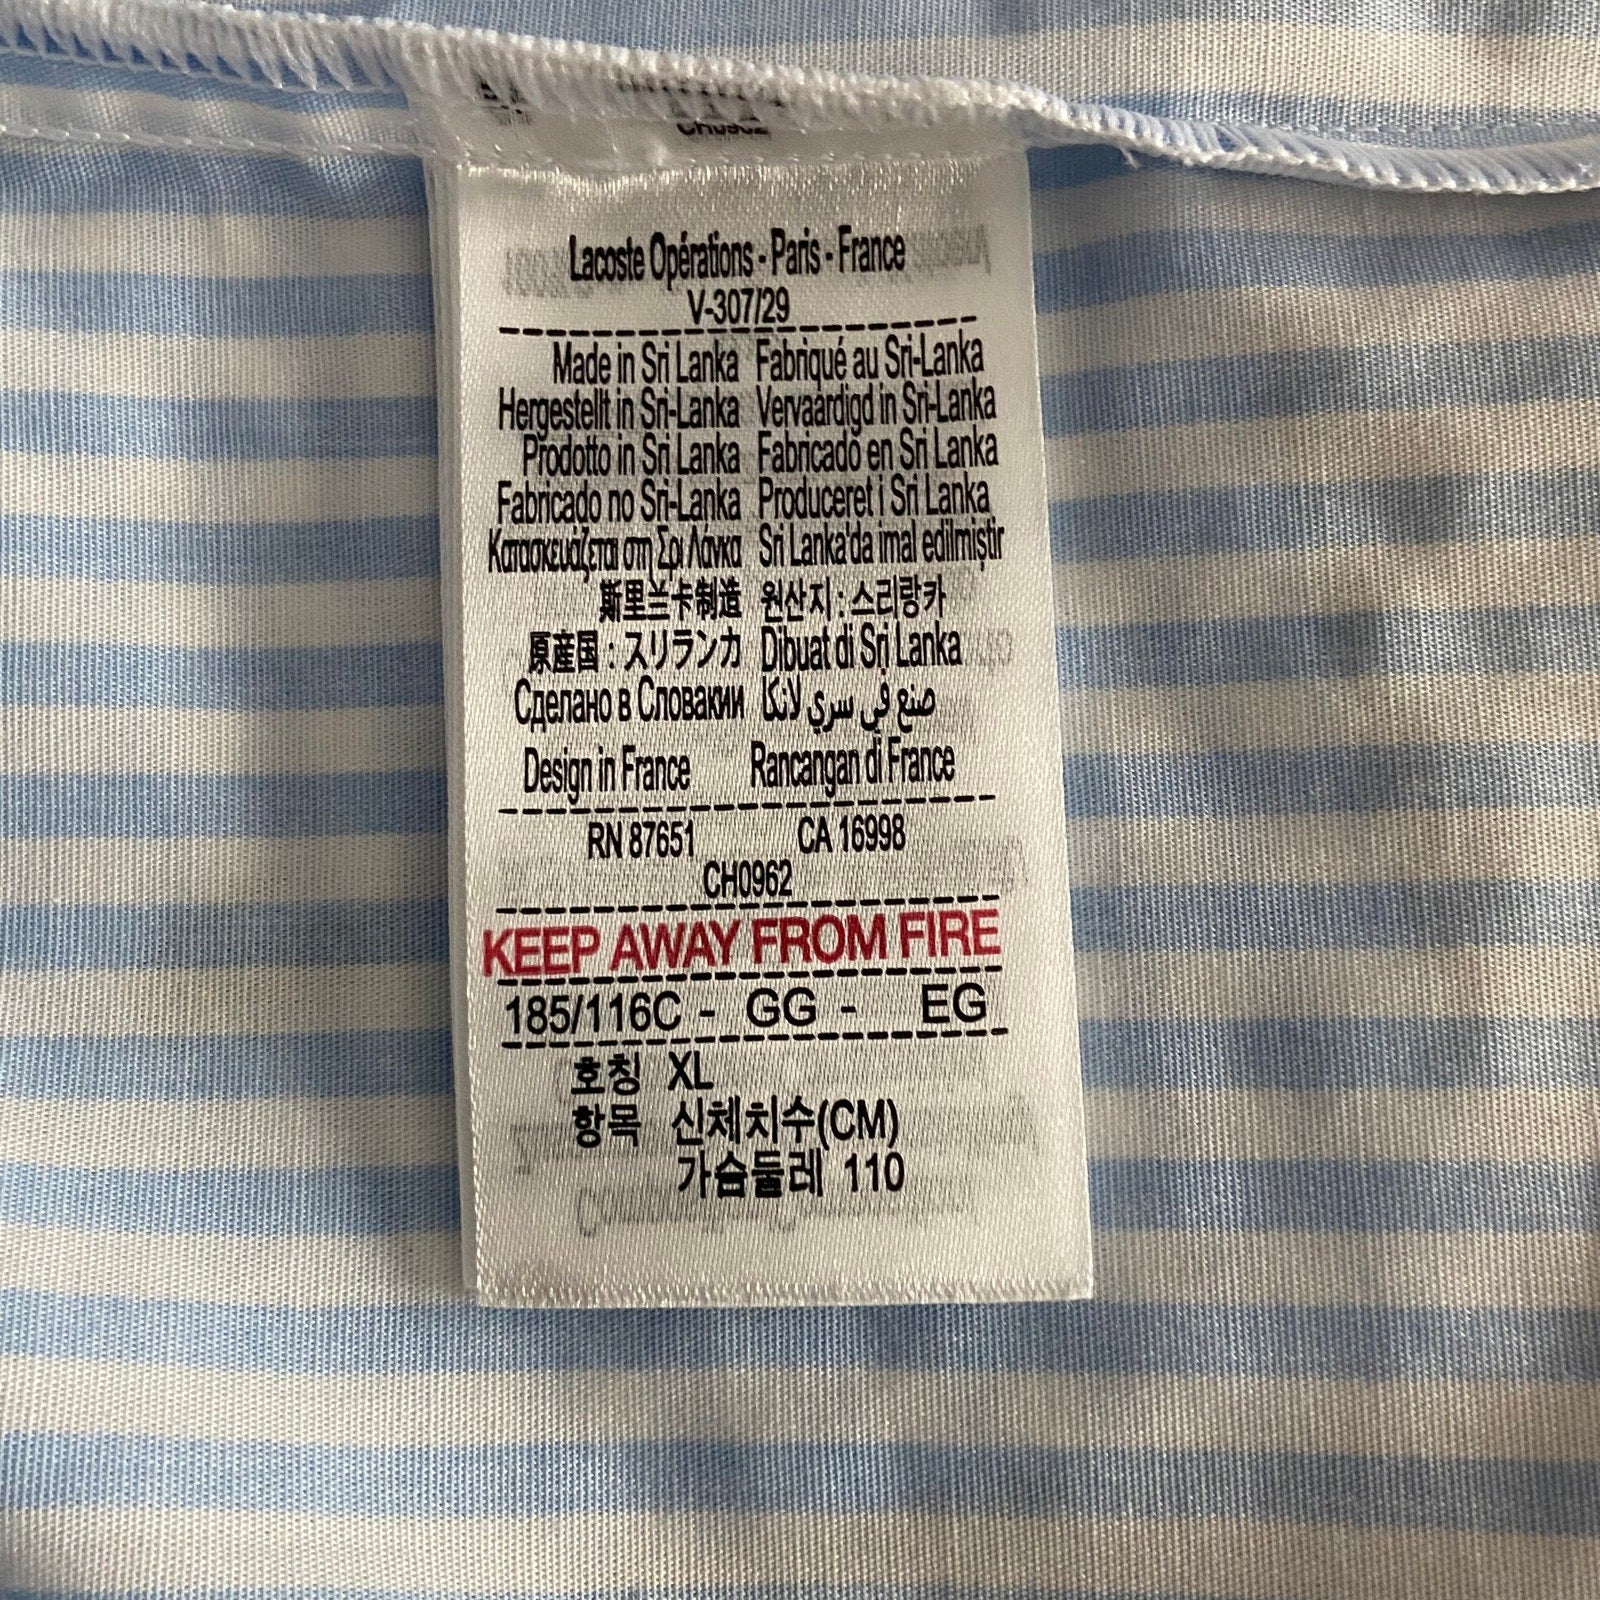 CH0962
Lacoste Opérations - Paris - France
V-307/29
Made in Sri Lanka Fabriqué au Sri-Lanka
Hergestellt in Sri-Lanka Vervaardigd in Sri-Lanka
Prodotto in Sri Lanka Fabricado en Sri Lanka
Fabricado no Sri-Lanka Produceret i Sri Lanka
Κατασκευάζεται στη Σρι Λάνκα Sri Lanka'da imal edilmiştir
斯里兰卡制造 원산지 : 스리랑카
原産国 : スリランカ Dibuat di Sri Lanka
Сделано в Словакии صنع في سري لانكا
Design in France Rancangan di France
RN 87651 CA 16998
CH0962
KEEP AWAY FROM FIRE
185/116C - GG - EG
호칭 XL
항목 신체치수(CM)
가슴둘레 110